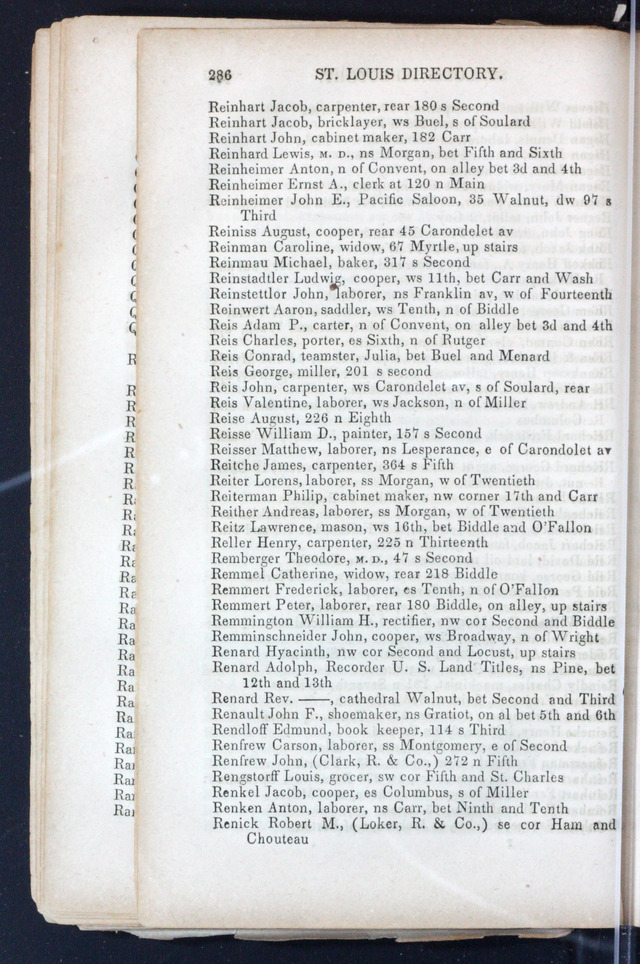 286 ST. LOUIS DIRECTORY.
Reinhart Jacob, carpenter, rear 180 s Second
Reinhart Jacob, bricklayer, ws Buel, s of Soulard
Reinhart John, cabinet maker, 182 Carr
Reinhard Lewis, M. D., ns Morgan, bet Fifth and Sixth
Reinheimer Anton, n of Convent, on alley bet 3d and 4th
Reinheimer Ernst A., clerk at 120 n Main
Reinheimer John E., Pacific Saloon, 35 Walnut, dw 97 s
Third
Reiniss August, cooper, rear 45 Carondelet av
Reinman Caroline, widow, 67 Myrtle, up stairs
Reinmau Michael, baker, 317 s Second
Reinstadtler Ludwig, cooper, ws 11th, bet Carr and Wash
Reinstettlor John, laborer, ns Franklin av, w of Fourteenth
Reinwert Aaron, saddler, ws Tenth, n of Biddle
Reis Adam P., carter, n of Convent, on alley bet 3d and 4th
Reis Charles, porter, es Sixth, n of Rutger
Reis Conrad, teamster, Julia, bet Buel and Menard
Reis George, miller, 201 s second
Reis John, carpenter, ws Carondelet av, s of Soulard, rear
Reis Valentine, laborer, ws Jackson, n of Miller
Reise August, 226 n Eighth
Reisse William D., painter, 157 s Second
Reisser Matthew, laborer, ns Lesperance, e of Carondolet av
Reitche James, carpenter, 364 s Fifth
Reiter Lorens, laborer, ss Morgan, w of Twentieth
Reiterman Philip, cabinet maker, nw corner 17th and Carr
Reither Andreas, laborer, ss Morgan, w of Twentieth
Reitz Lawrence, mason, ws 16th, bet Biddle and O'Fallon
Reller Henry, carpenter, 225 n Thirteenth
Remberger Theodore, M. D., 47 s Second
Remmel Catherine, widow, rear 218 Biddle
Remmert Frederick, laborer, es Tenth, n of O'Fallon
Remmert Peter, laborer, rear 180 Biddle, on alley, up stairs
Remmington William H., rectifier, nw cor Second and Biddle
Remminschneider John, cooper, ws Broadway, n of Wright
Renard Hyacinth, nw cor Second and Locust, up stairs
Renard Adolph, Recorder U. S. Land Titles, ns Pine, bet
12th and 13th
Renard Rev. ——, cathedral Walnut, bet Second and Third
Renault John F., shoemaker, ns Gratiot, on al bet 5th and 6th
Rendloff Edmund, book keeper, 114 s Third
Renfrew Carson, laborer, ss Montgomery, e of Second
Renfrew John, (Clark, R. & Co.,) 272 n Fifth
Rengstorff Louis, grocer, sw cor Fifth and St. Charles
Renkel Jacob, cooper, es Columbus, s of Miller
Renken Anton, laborer, ns Carr, bet Ninth and Tenth
Renick Robert M., (Loker, R. & Co.,) se cor Ham and
Chouteau